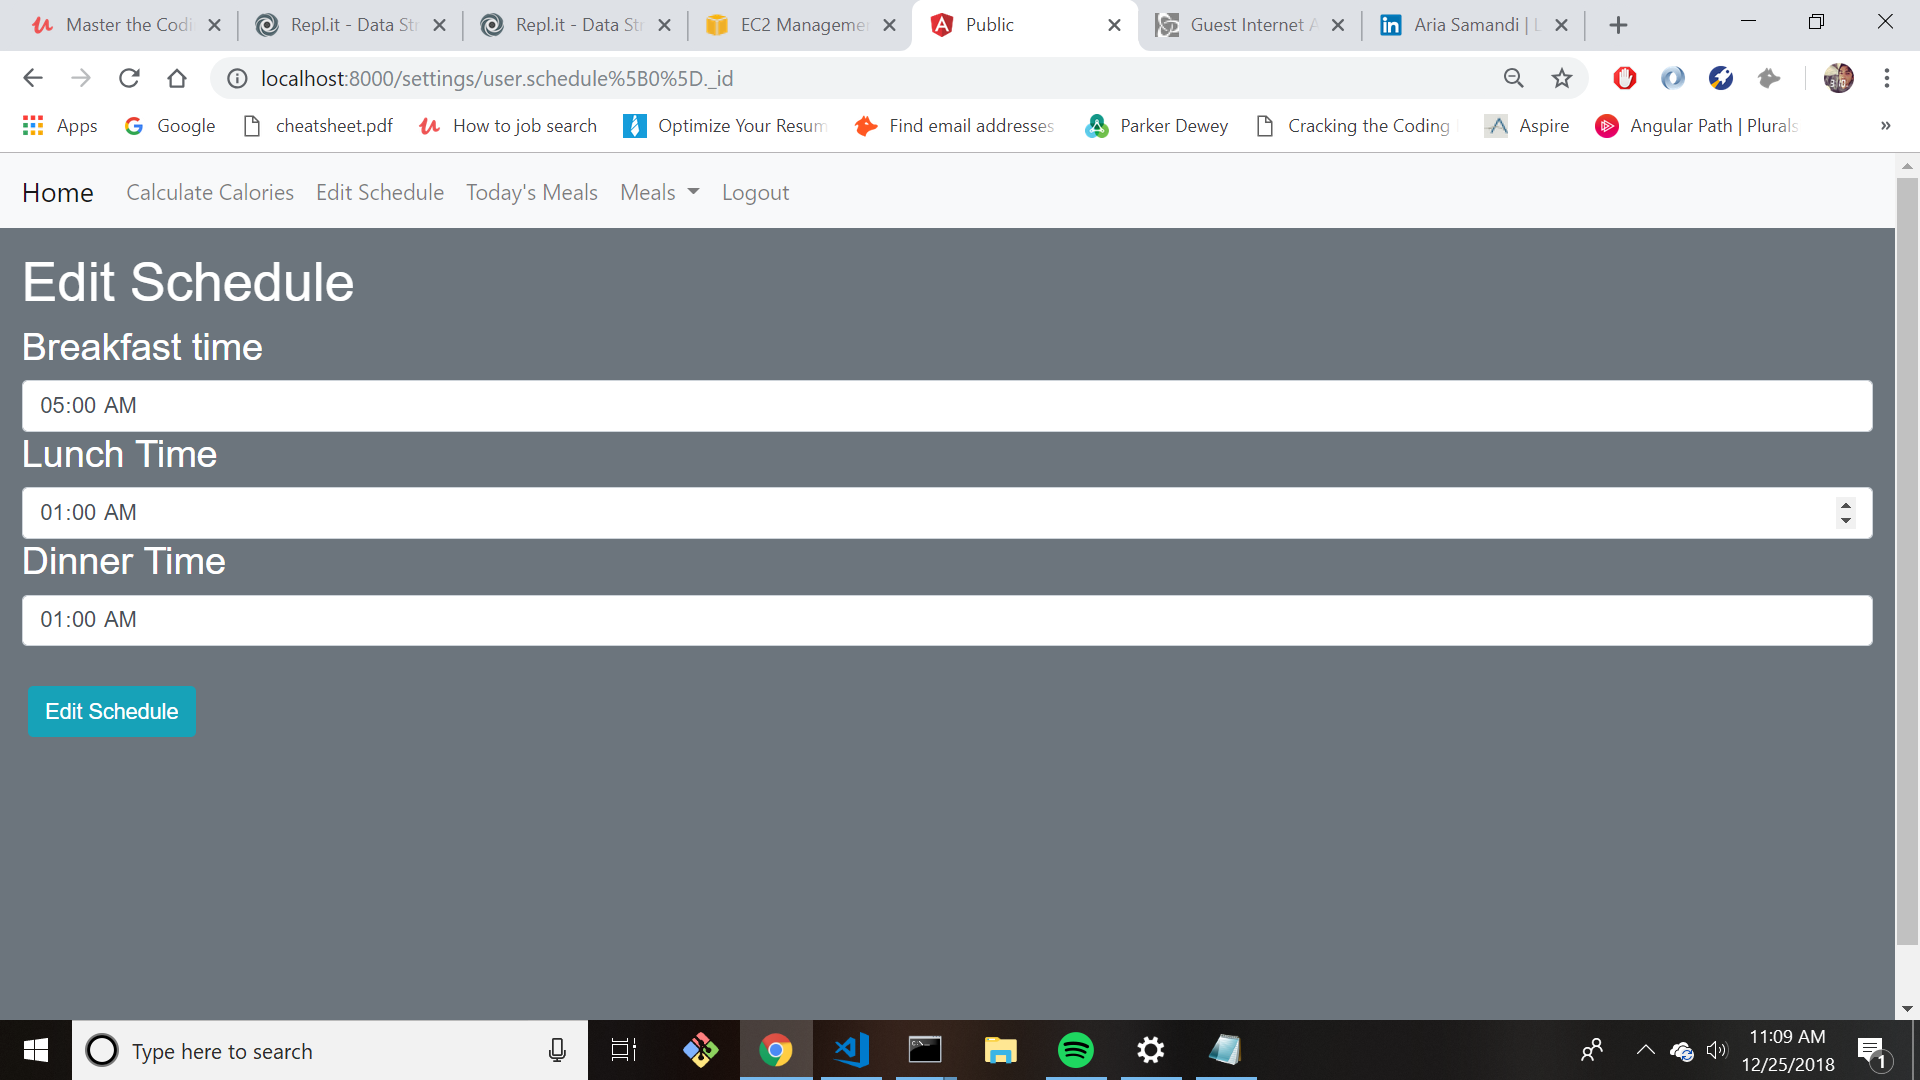 Master the Codi
Repl.it - Data Str
Repl.it - Data Str
EC2 Managemen
Public
Guest Internet A
Aria Samandi | L
localhost:8000/settings/user.schedule%5B0%5D._id
Apps
Google
cheatsheet.pdf
How to job search
Optimize Your Resum
Find email addresses
Parker Dewey
Cracking the Coding
Aspire
Angular Path | Plurals
»
Home
Calculate Calories
Edit Schedule
Today's Meals
Meals
Logout
Edit Schedule
Breakfast time
05:00 AM
Lunch Time
01:00 AM
Dinner Time
01:00 AM
Edit Schedule
Type here to search
11:09 AM
12/25/2018
1